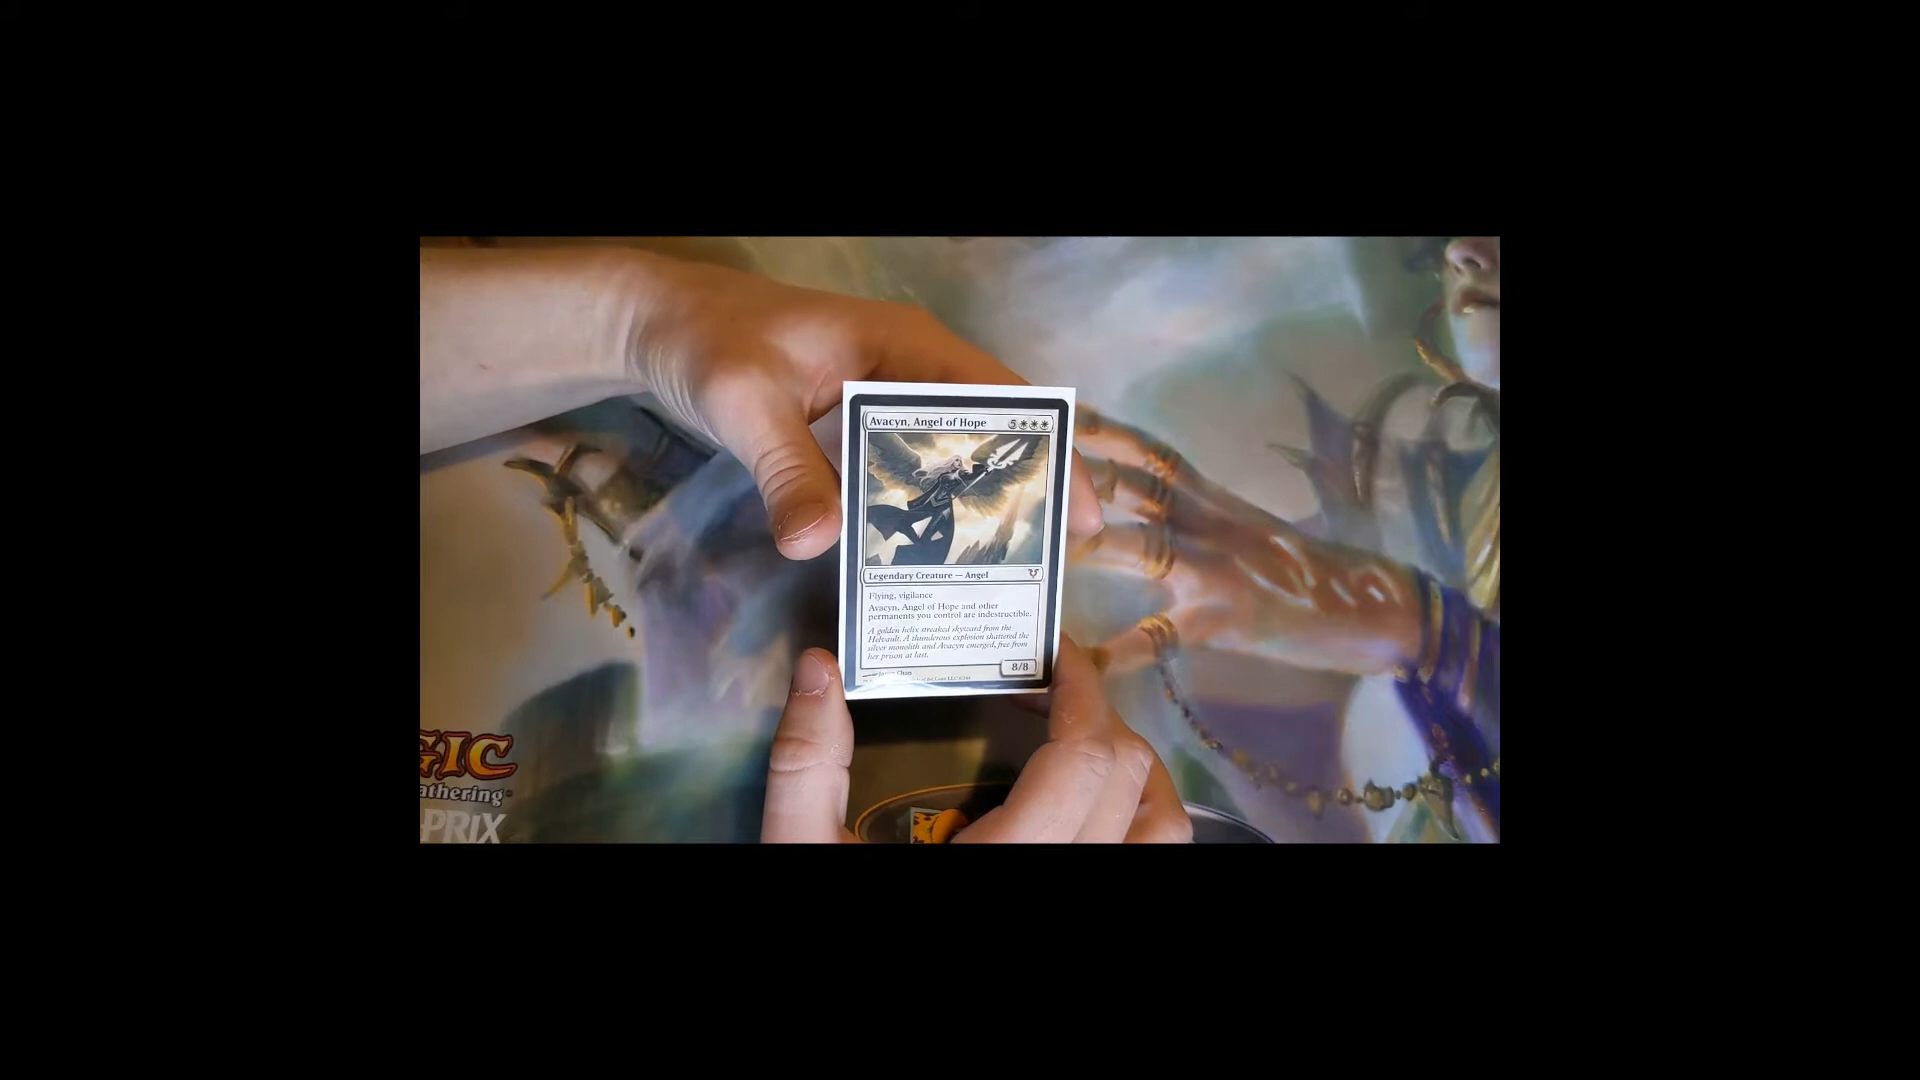 Avacyn, Angel of Hope 5
Legendary Creature — Angel
Flying, vigilance
Avacyn, Angel of Hope and other
permanents you control are indestructible.
A golden helix streaked skyward from the
Helvault. A thunderous explosion shattered the
silver monolith and Avacyn emerged, free from
her prison at last.
8/8
Jason Chan
GIC
athering
PRIX